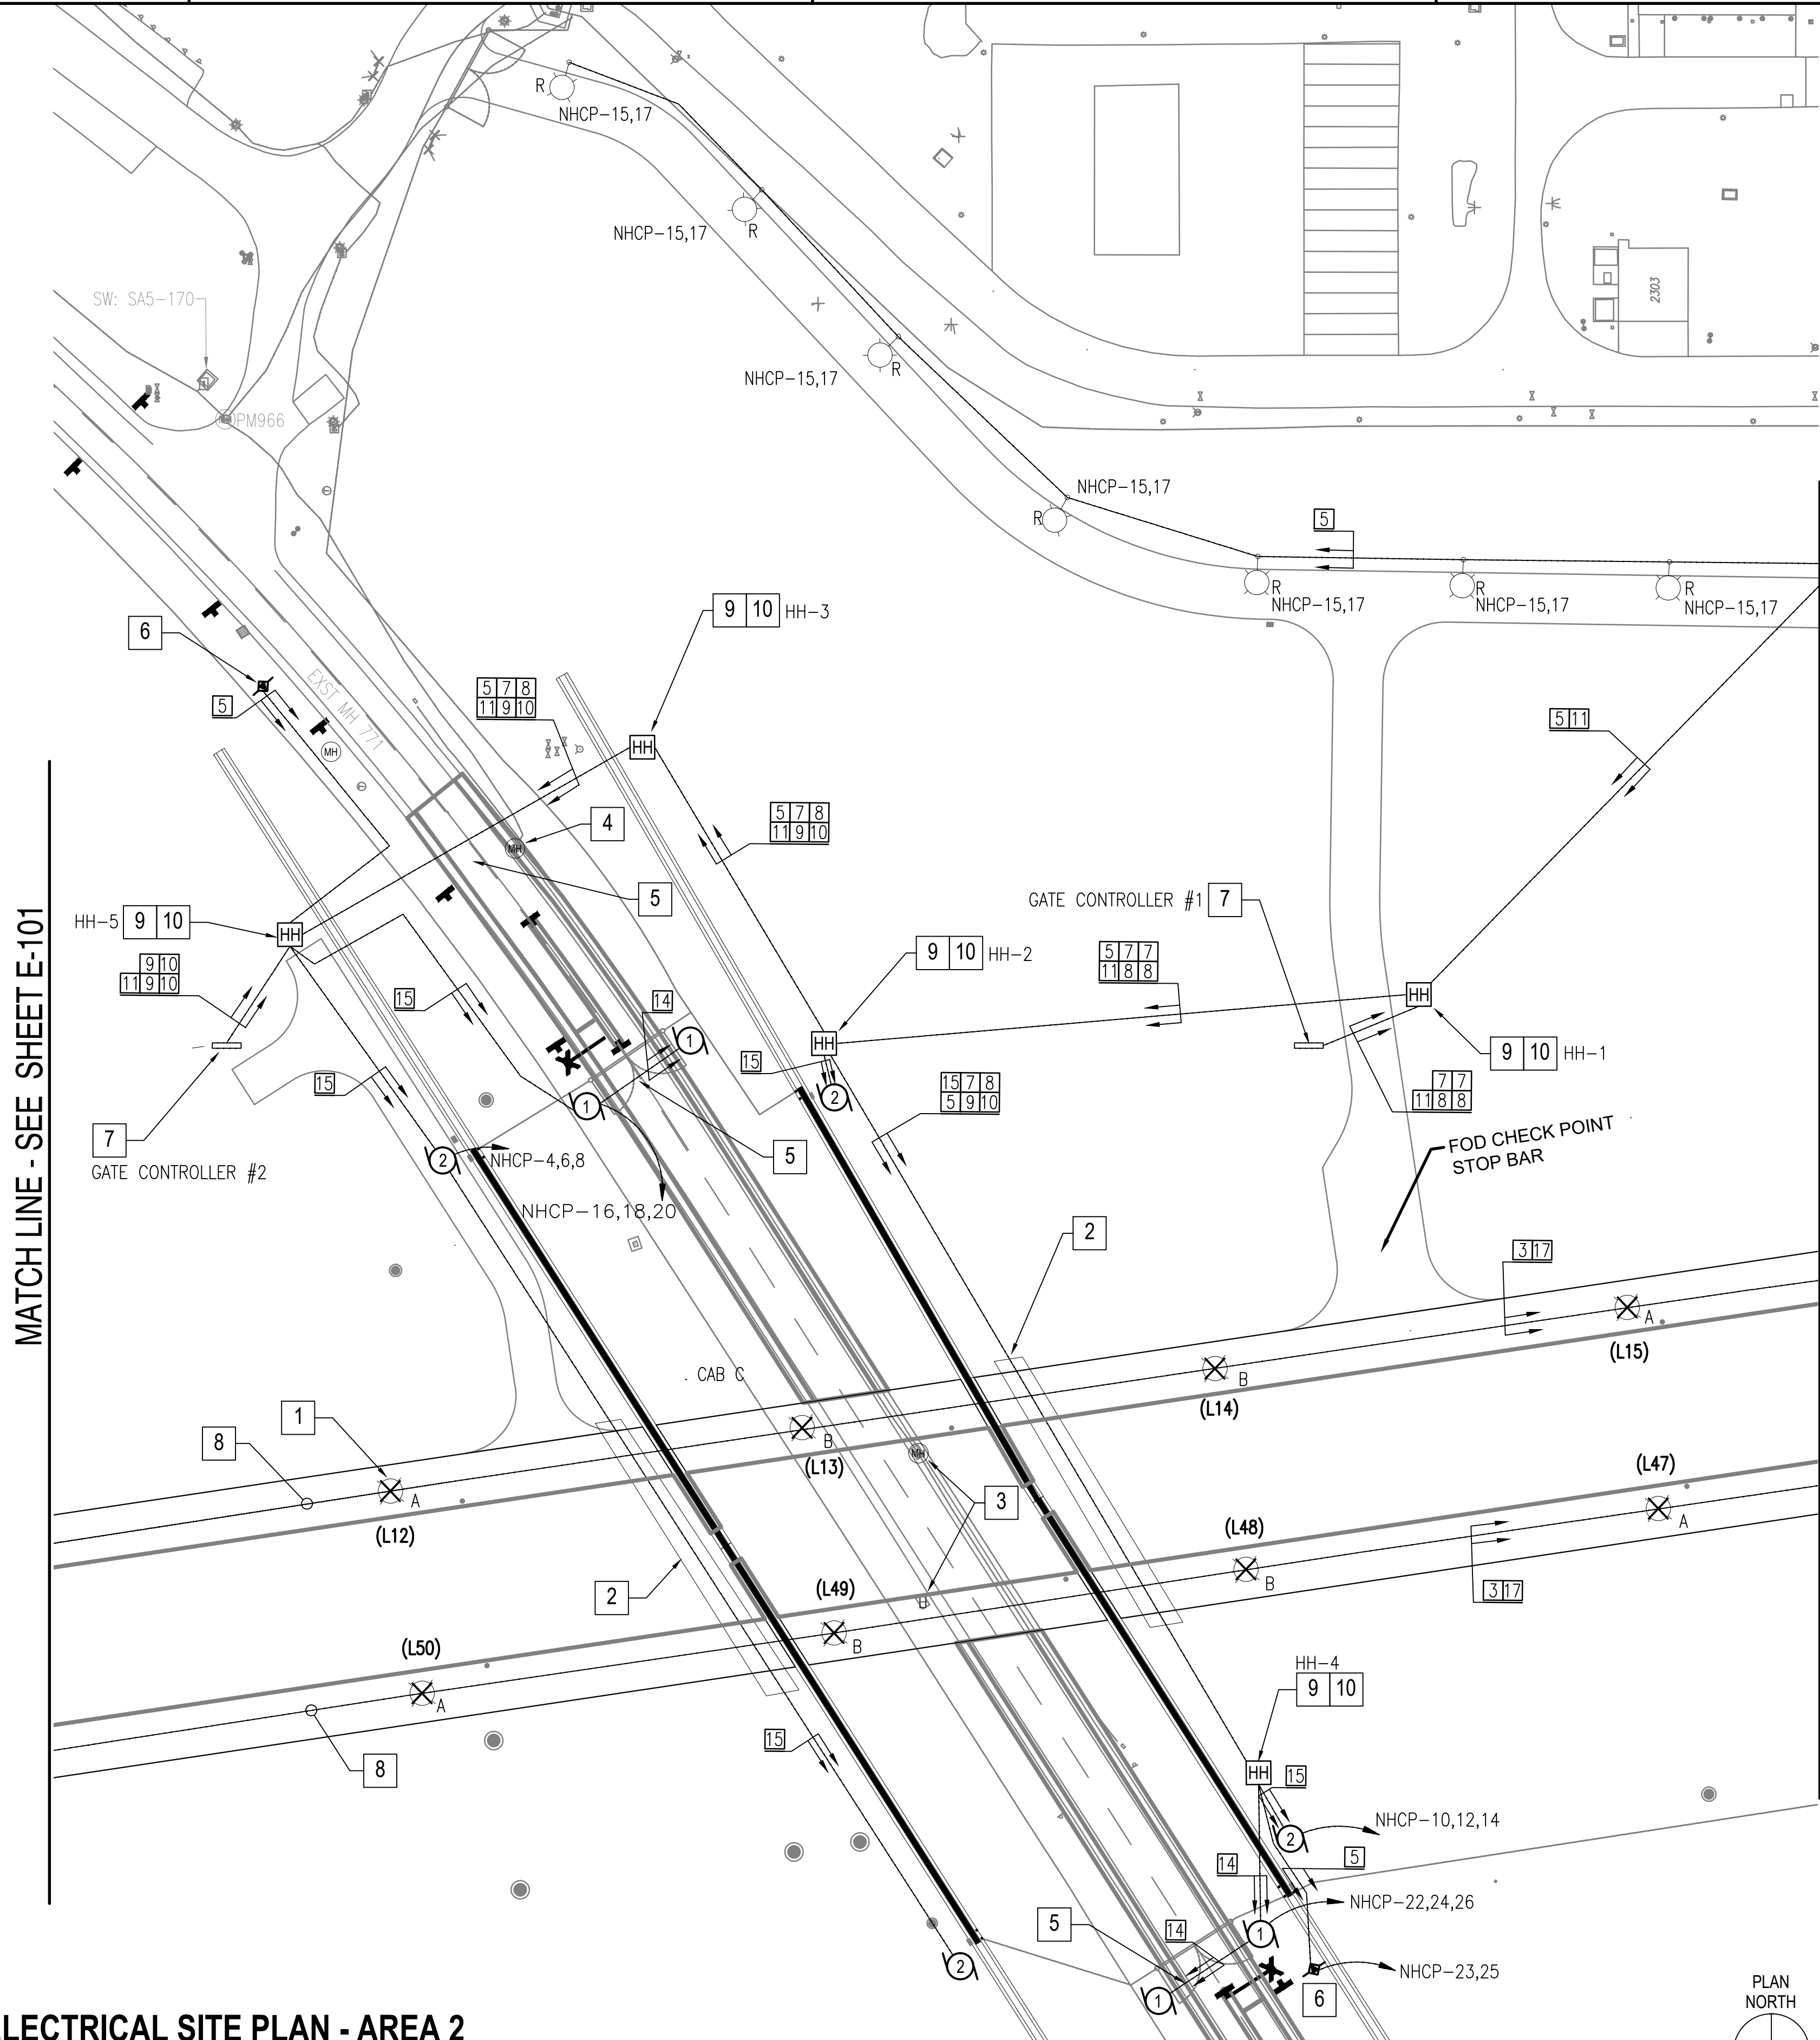 R
NHCP-15,17
R
NHCP-15,17
R
NHCP-15,17
2303
SW: SA5-170
PM966
NHCP-15,17
R
5
R
NHCP-15,17
R
NHCP-15,17
R
NHCP-15,17
9 10 HH-3
6
5
EXST MH 771
MH
5 7 8
11 9 10
HH
5 11
4
MH
5 7 8
11 9 10
5
GATE CONTROLLER #1 7
HH-5 9 10
HH
9 10 HH-2
5 7 7
11 8 8
HH
9 10
11 9 10
15
14
1
HH
15
2
15 7 8
5 9 10
9 10 HH-1
7 7
11 8 8
15
1
5
7
GATE CONTROLLER #2
2
NHCP-4,6,8
NHCP-16,18,20
FOD CHECK POINT
STOP BAR
2
3 17
A
(L15)
B
(L14)
CAB C
1
8
A
(L12)
B
(L13)
MH
3
(L47)
A
(L48)
B
3 17
2
(L49)
B
(L50)
A
8
15
HH-4
9 10
HH
15
NHCP-10,12,14
2
14
5
NHCP-22,24,26
1
5
14
1
2
NHCP-23,25
6
MATCH LINE - SEE SHEET E-101
PLAN
NORTH
ELECTRICAL SITE PLAN - AREA 2